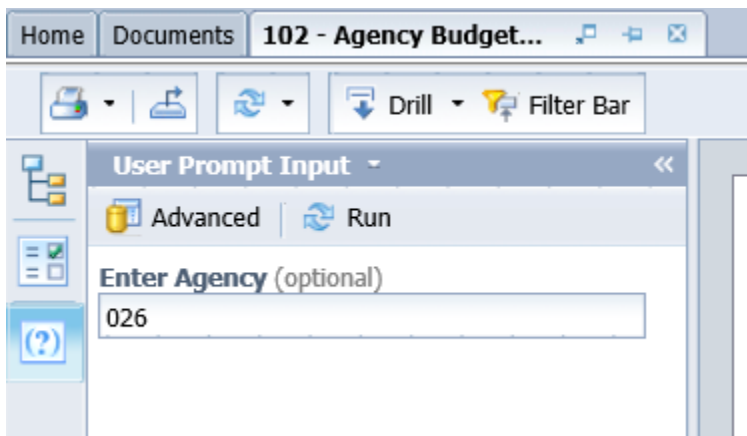 Home Documents 102 - Agency Budget...
Drill Filter Bar
User Prompt Input «
Advanced Run
Enter Agency (optional)
026
(?)